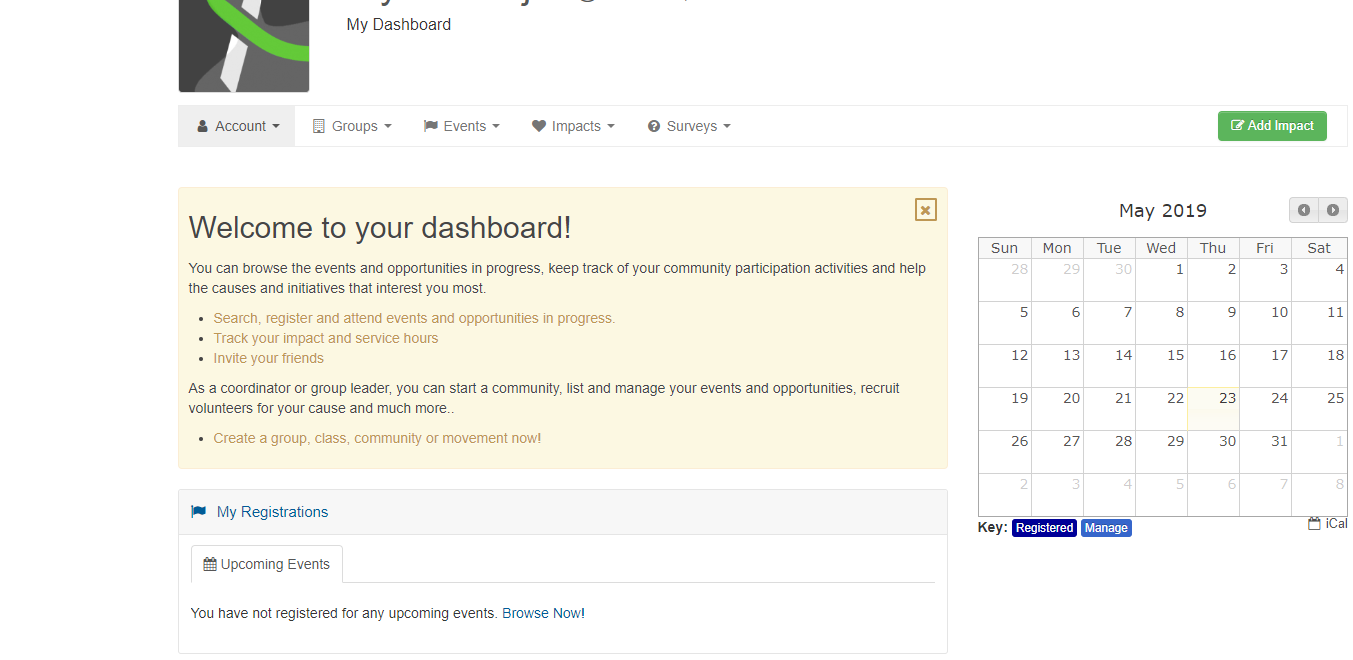 My Dashboard
Account
Groups
Events
Impacts
Surveys
Add Impact
Welcome to your dashboard!
You can browse the events and opportunities in progress, keep track of your community participation activities and help
the causes and initiatives that interest you most.
Search, register and attend events and opportunities in progress.
Track your impact and service hours
Invite your friends
As a coordinator or group leader, you can start a community, list and manage your events and opportunities, recruit
volunteers for your cause and much more..
Create a group, class, community or movement now!
My Registrations
Upcoming Events
You have not registered for any upcoming events. Browse Now!
May 2019
Sun Mon Tue Wed Thu Fri Sat
28 29 30 1 2 3 4
5 6 7 8 9 10 11
12 13 14 15 16 17 18
19 20 21 22 23 24 25
26 27 28 29 30 31 1
2 3 4 5 6 7 8
Key: Registered Manage
iCal